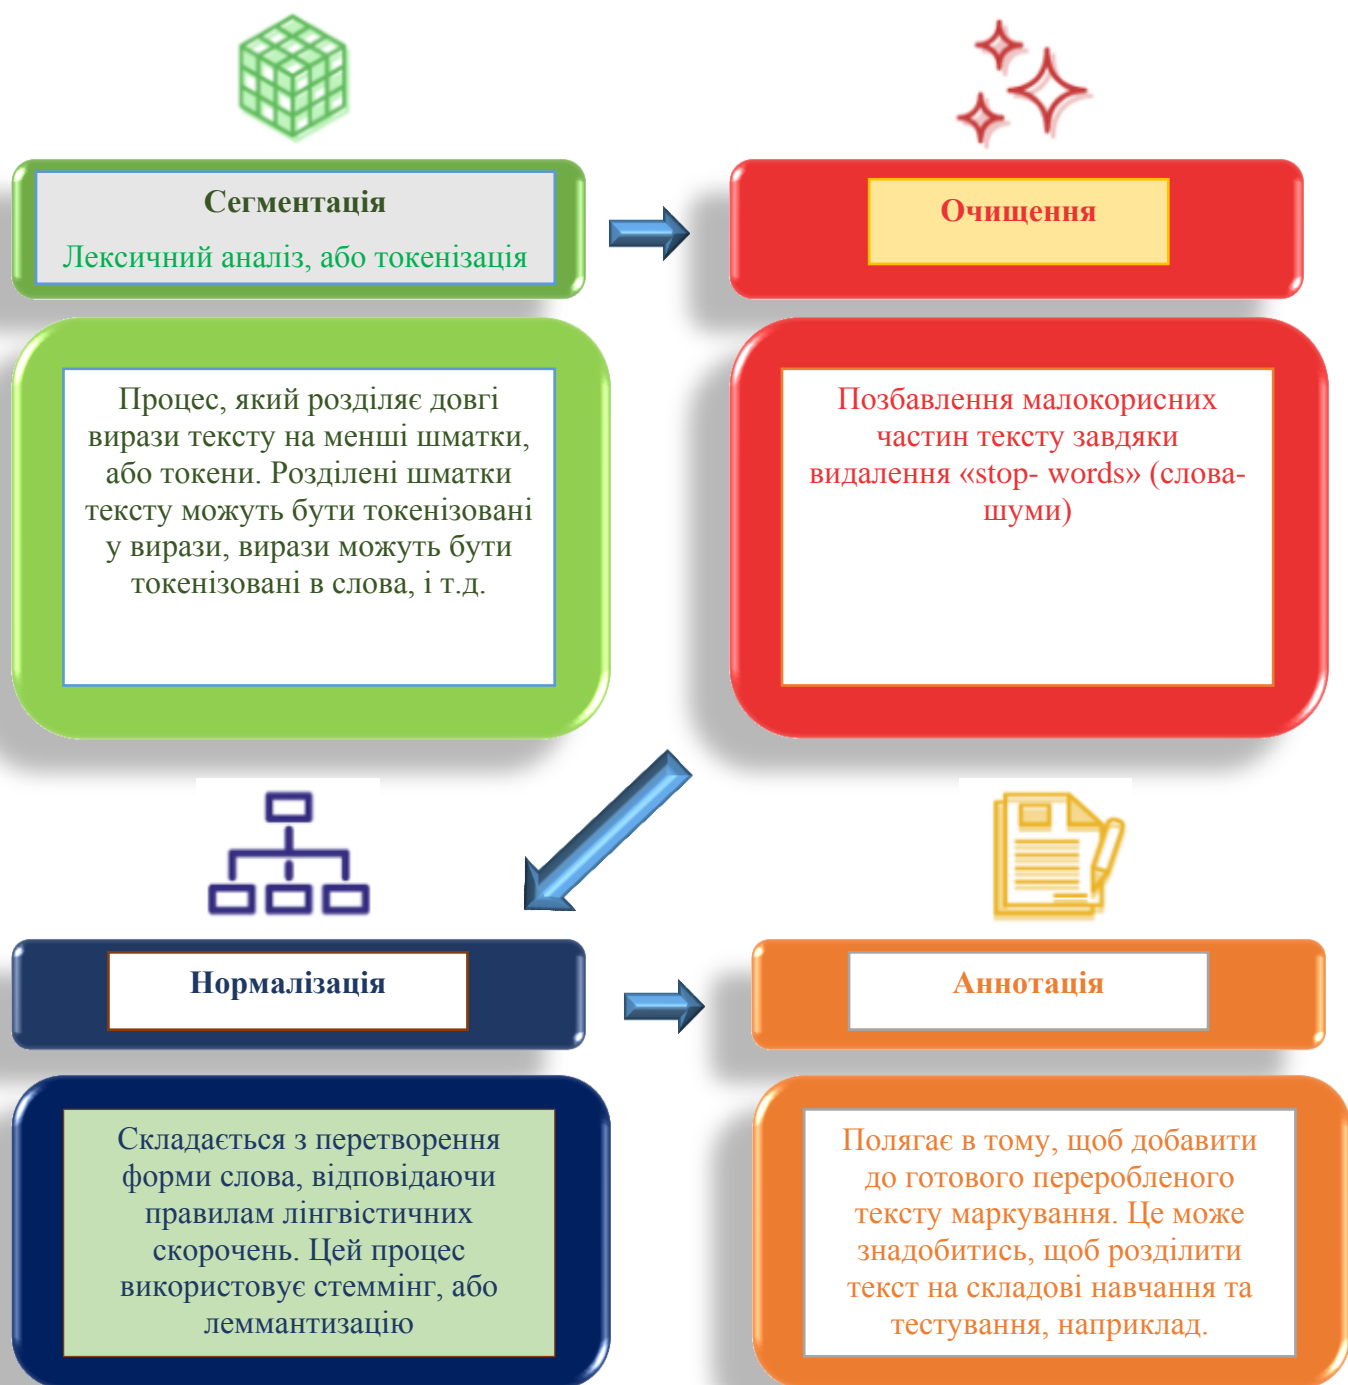 Сегментація
Лексичний аналіз, або токенізація
Очищення
Процес, який розділяє довгі
вирази тексту на менші шматки,
або токени. Розділені шматки
тексту можуть бути токенізовані
у вирази, вирази можуть бути
токенізовані в слова, і т.д.
Позбавлення малокорисних
частин тексту завдяки
видалення «stop- words» (слова-
шуми)
Нормалізація
Аннотація
Складається з перетворення
форми слова, відповідаючи
правилам лінгвістичних
скорочень. Цей процес
використовує стеммінг, або
леммантизацію
Полягає в тому, щоб добавити
до готового переробленого
тексту маркування. Це може
знадобитись, щоб розділити
текст на складові навчання та
тестування, наприклад.